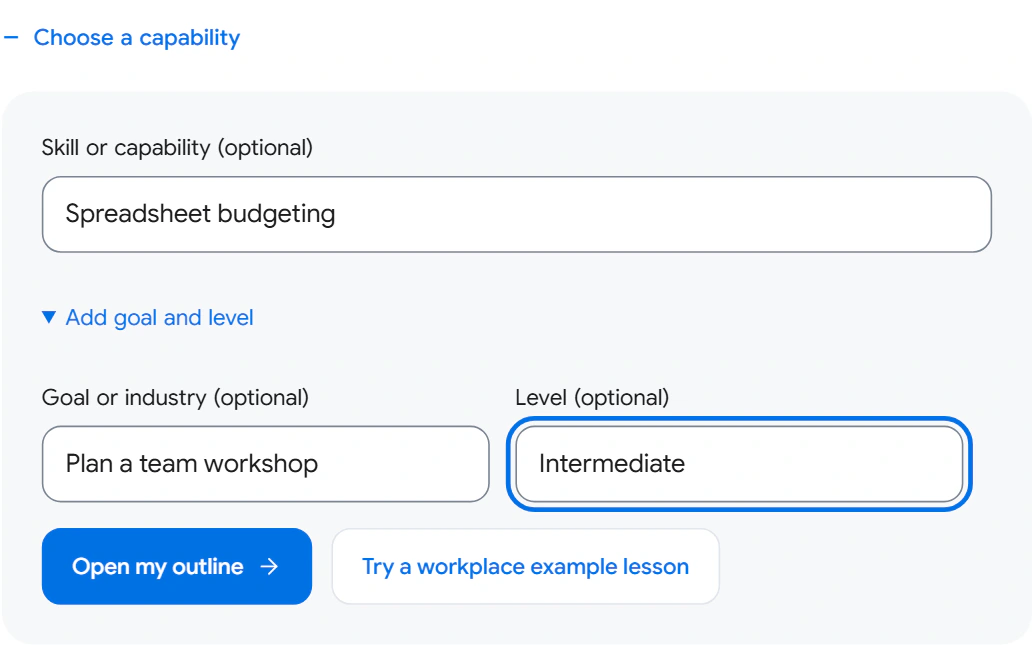 Choose a capability
Skill or capability (optional)
Spreadsheet budgeting
Add goal and level
Goal or industry (optional)
Level (optional)
Plan a team workshop
Intermediate
Open my outline →
Try a workplace example lesson